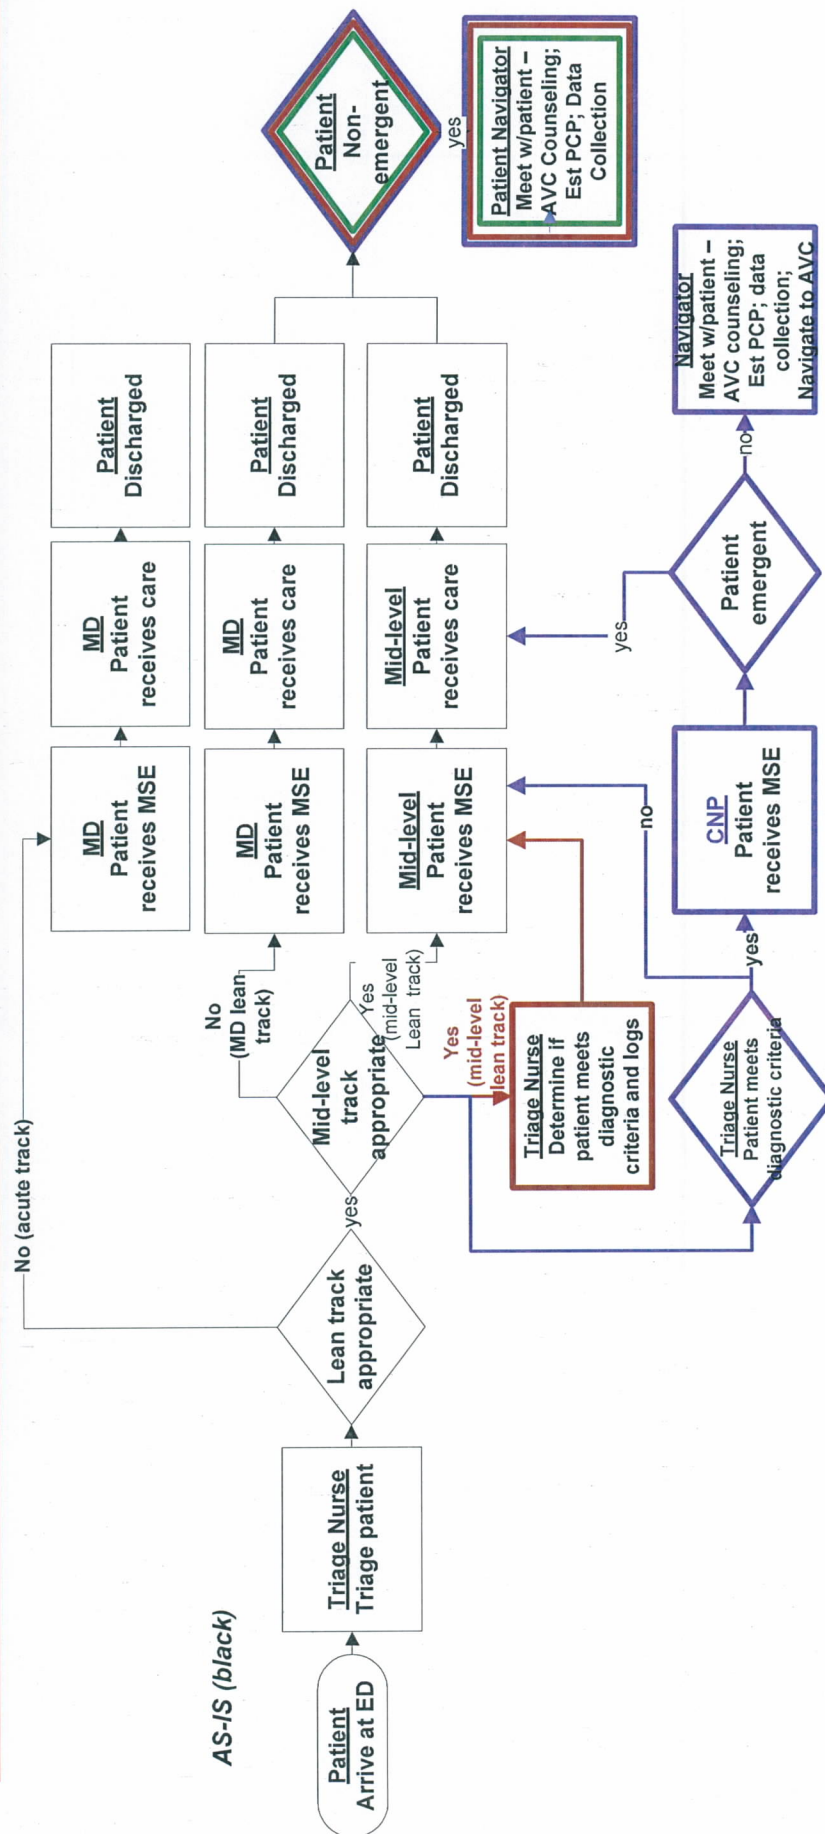 AS-IS (black)
Patient
Arrive at ED
Triage Nurse
Triage patient
Lean track
appropriate
No (acute track)
yes
Mid-level
track
appropriate
No
(MD lean
track)
Yes
(mid-level
Lean track)
Yes
(mid-level
lean track)
MD
Patient
receives MSE
MD
Patient
receives care
Patient
Discharged
MD
Patient
receives MSE
MD
Patient
receives care
Patient
Discharged
Mid-level
Patient
receives MSE
Mid-level
Patient
receives care
Patient
Discharged
Patient
Non-
emergent
yes
Patient Navigator
Meet w/patient –
AVC Counseling;
Est PCP; Data
Collection
Triage Nurse
Determine if
patient meets
diagnostic
criteria and logs
Triage Nurse
Patient meets
diagnostic criteria
no
yes
CNP
Patient
receives MSE
Patient
emergent
yes
no
Navigator
Meet w/patient –
AVC counseling;
Est PCP; data
collection;
Navigate to AVC